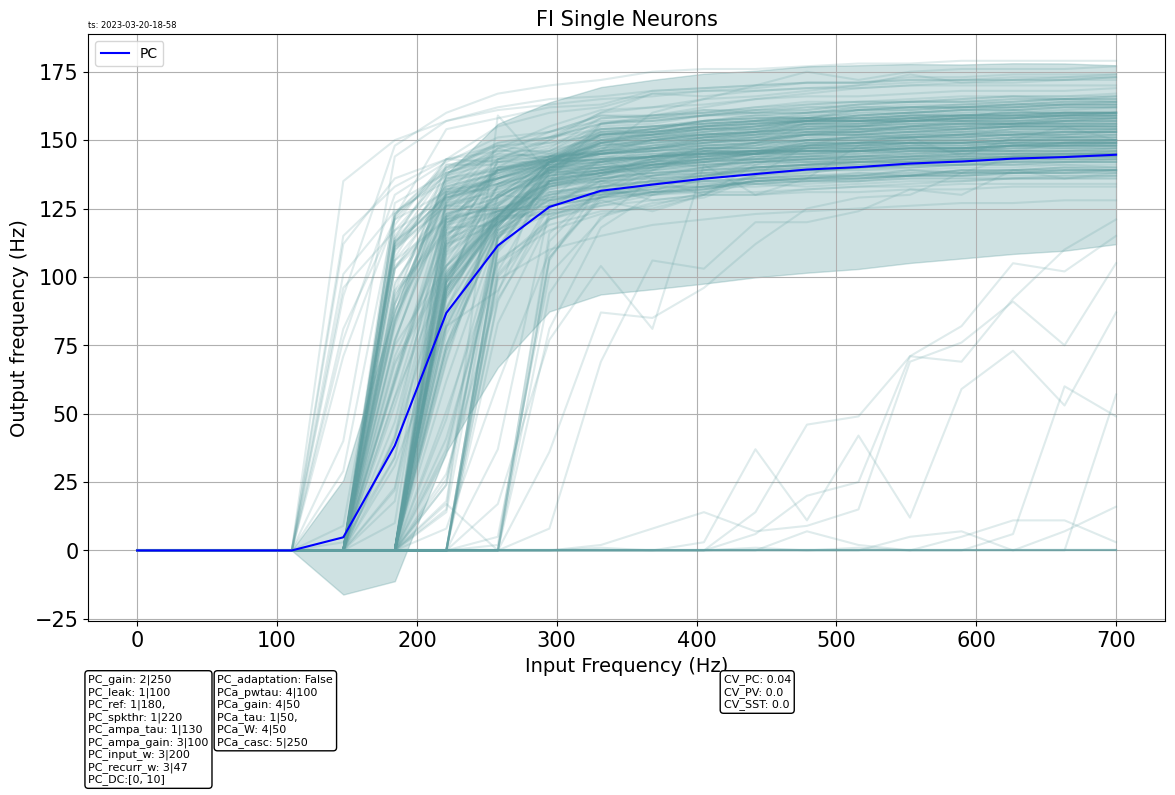 FI Single Neurons
ts: 2023-03-20-18-58
PC
Output frequency (Hz)
175
150
125
100
75
50
25
0
−25
0 100 200 300 400 500 600 700
Input Frequency (Hz)
PC_gain: 2|250
PC_leak: 1|100
PC_ref: 1|180,
PC_spkthr: 1|220
PC_ampa_tau: 1|130
PC_ampa_gain: 3|100
PC_input_w: 3|200
PC_recurr_w: 3|47
PC_DC:[0, 10]
PC_adaptation: False
PCa_pwtau: 4|100
PCa_gain: 4|50
PCa_tau: 1|50,
PCa_W: 4|50
PCa_casc: 5|250
CV_PC: 0.04
CV_PV: 0.0
CV_SST: 0.0